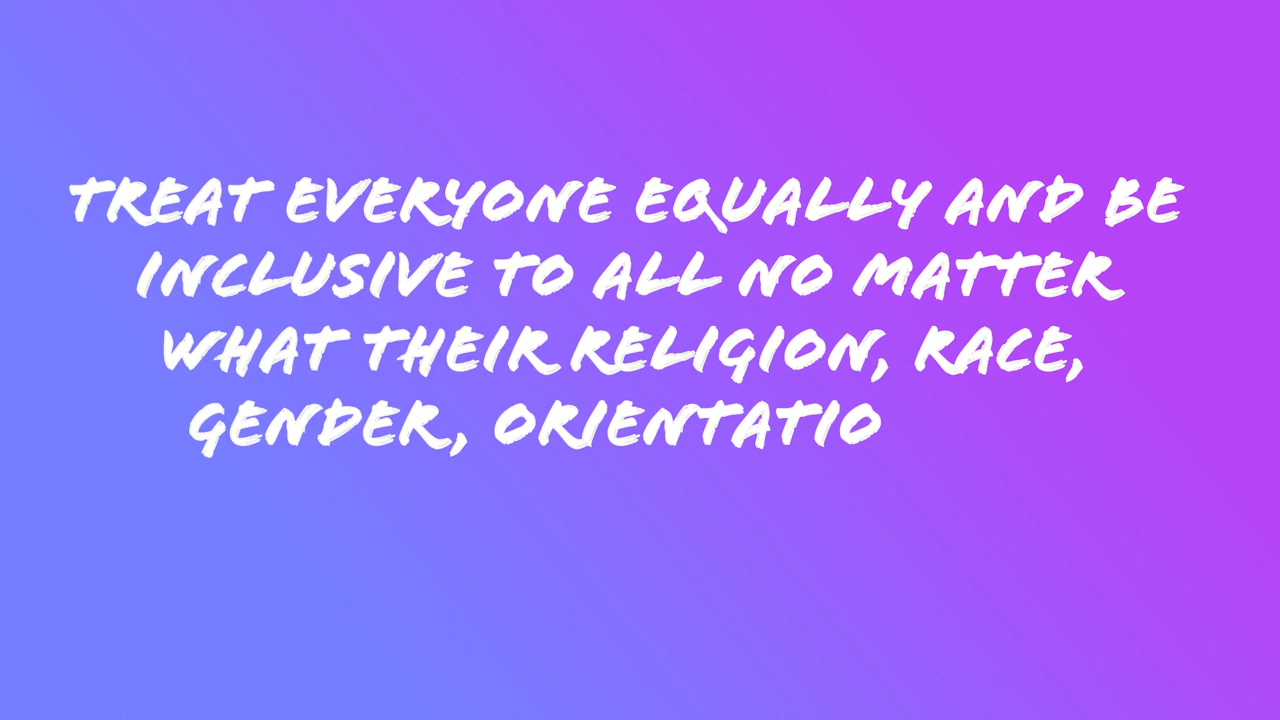 TREAT EVERYONE EQUALLY AND BE
INCLUSIVE TO ALL NO MATTER
WHAT THEIR RELIGION, RACE,
GENDER, ORIENTATIO